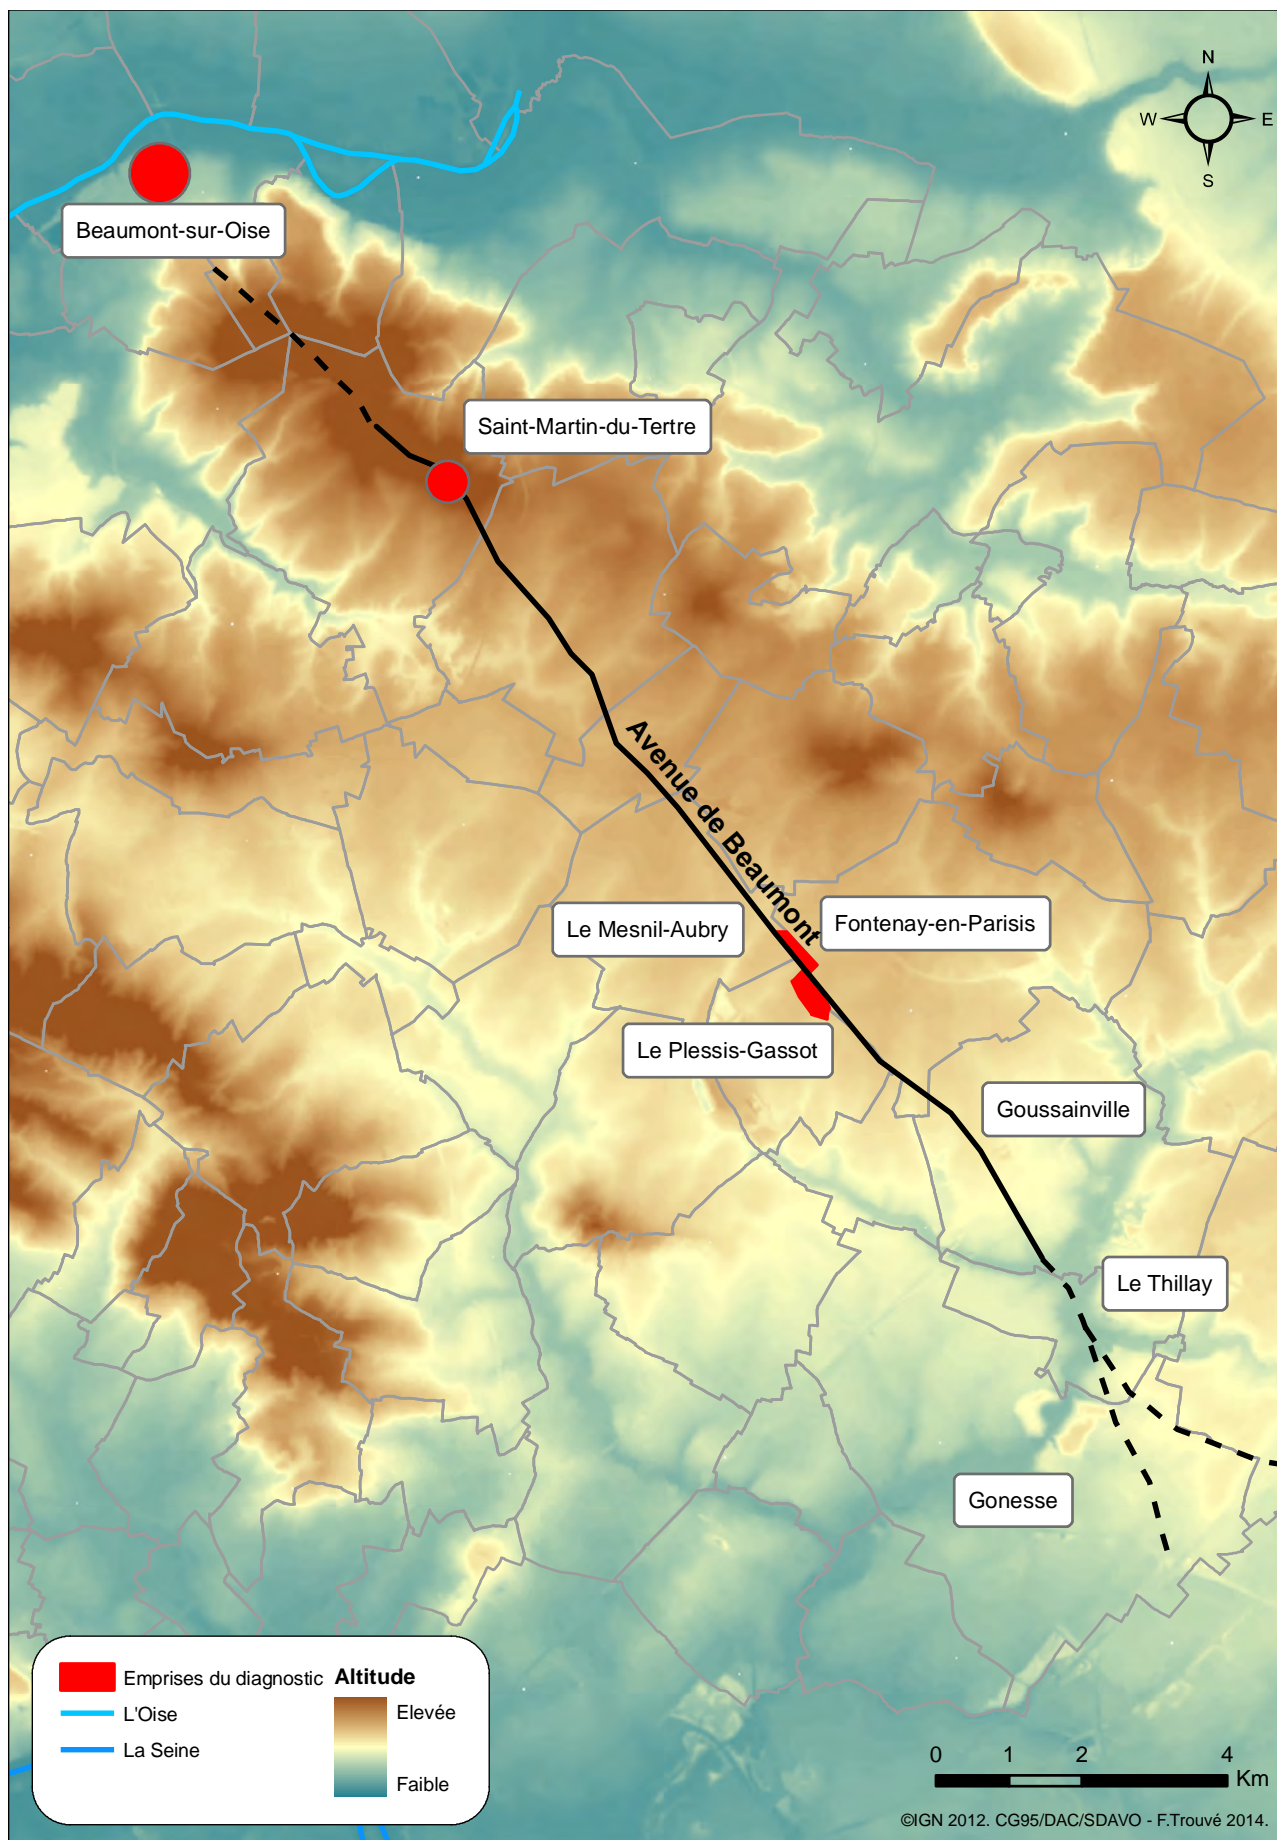 N
W
E
S
Beaumont-sur-Oise
Saint-Martin-du-Tertre
Avenue de Beaumont
Le Mesnil-Aubry
Fontenay-en-Parisis
Le Plessis-Gassot
Goussainville
Le Thillay
Gonesse
Emprises du diagnostic
L'Oise
La Seine
Altitude
Elevée
Faible
0 1 2 4
Km
©IGN 2012. CG95/DAC/SDAVO - F.Trouvé 2014.